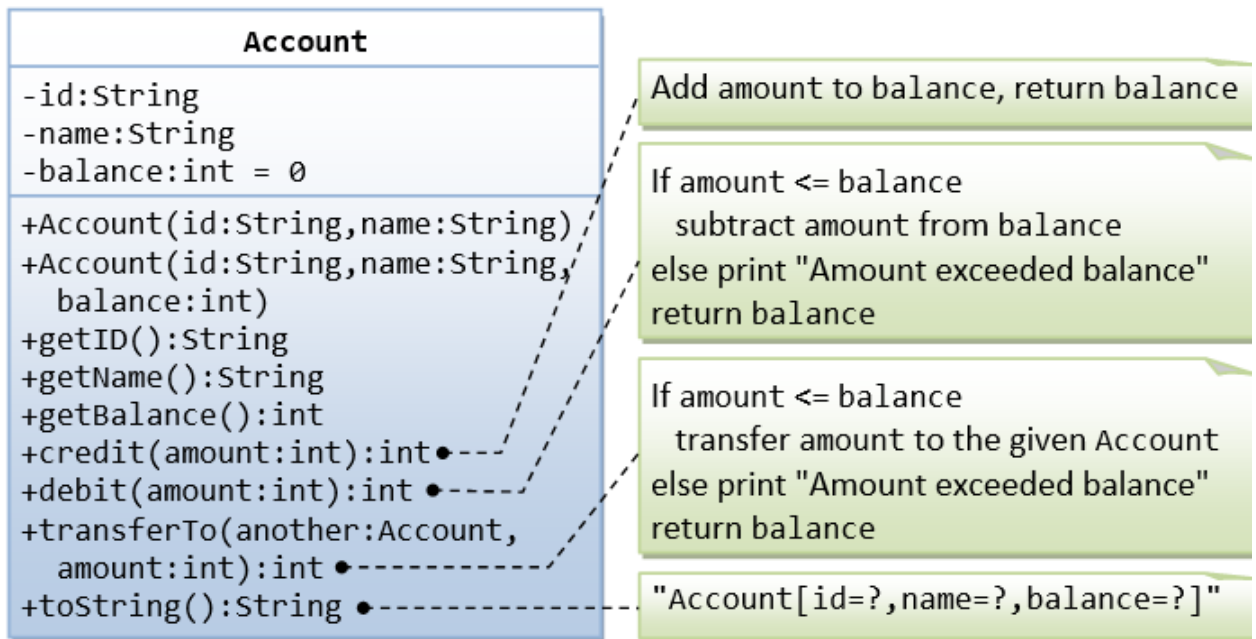 Account
-id:String
-name:String
-balance:int = 0
+Account(id:String,name:String)
+Account(id:String,name:String,
balance:int)
+getID():String
+getName():String
+getBalance():int
+credit(amount:int):int
+debit(amount:int):int
+transferTo(another:Account,
amount:int):int
+toString():String
Add amount to balance, return balance
If amount <= balance
subtract amount from balance
else print "Amount exceeded balance"
return balance
If amount <= balance
transfer amount to the given Account
else print "Amount exceeded balance"
return balance
"Account[id=?,name=?,balance=?]"